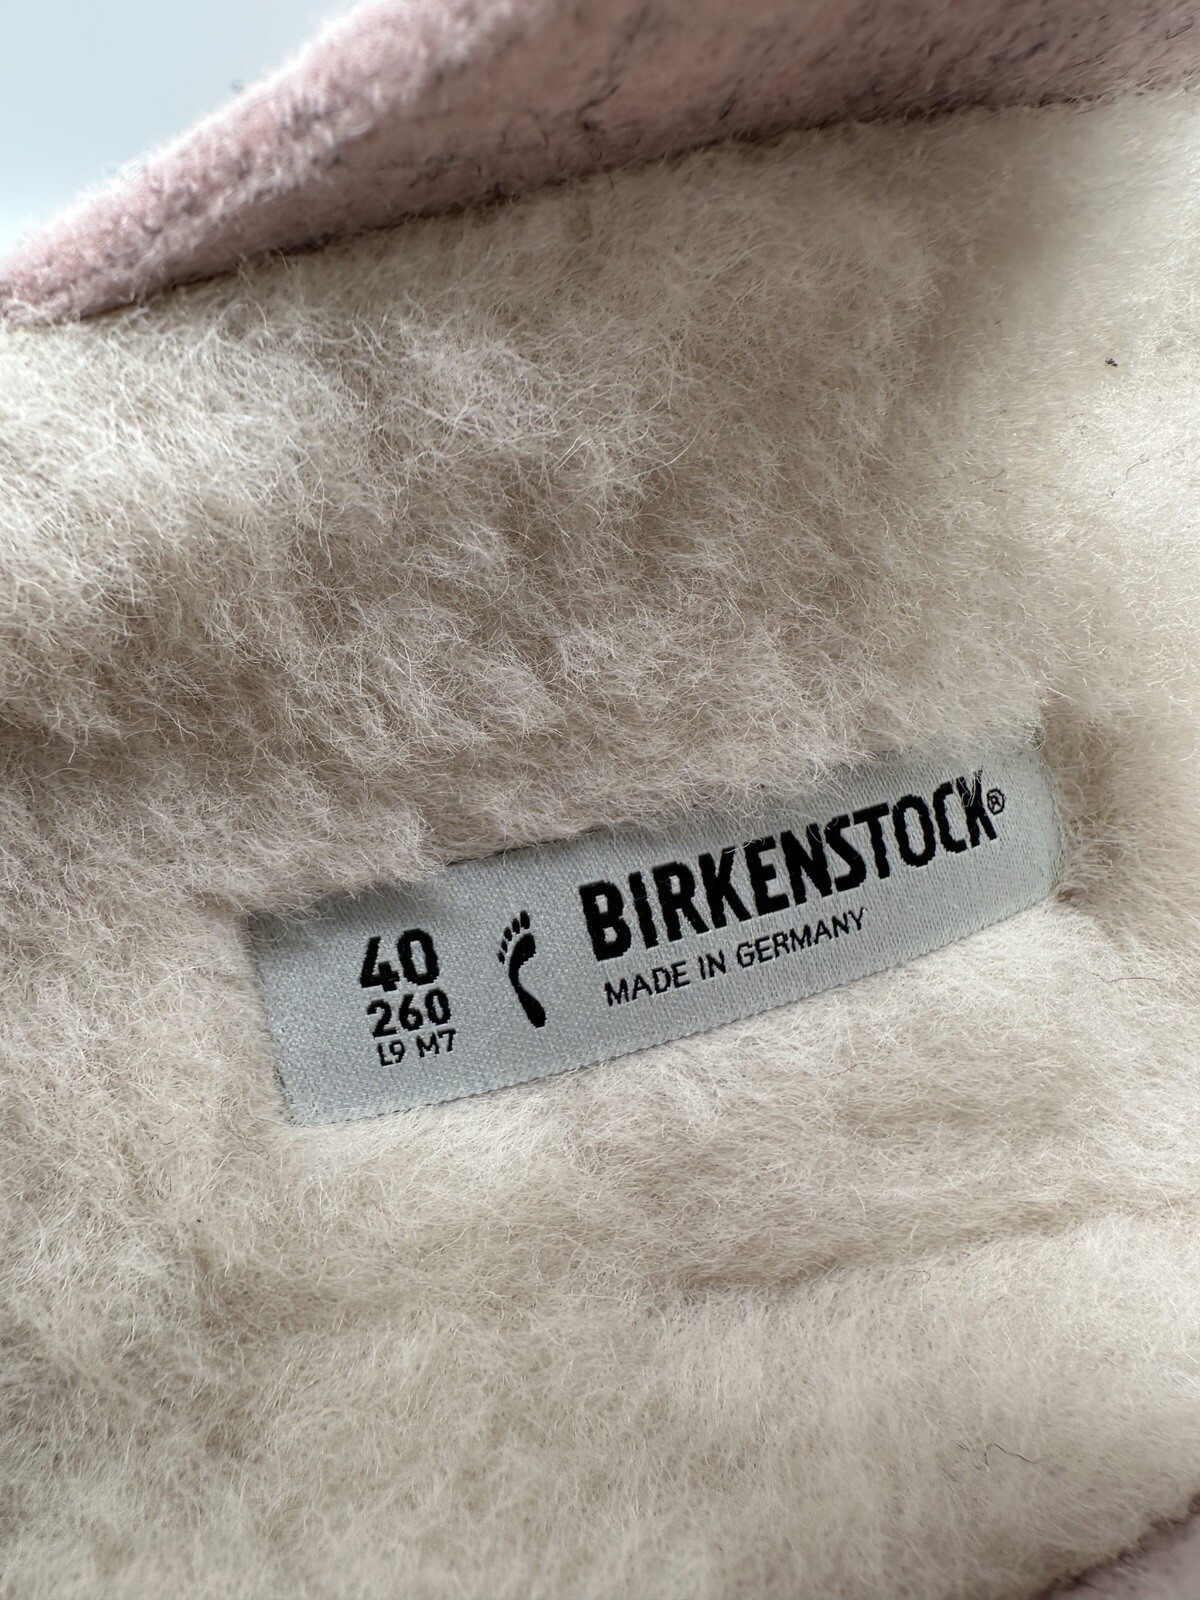 40
260
L9 M7
BIRKENSTOCK®
MADE IN GERMANY